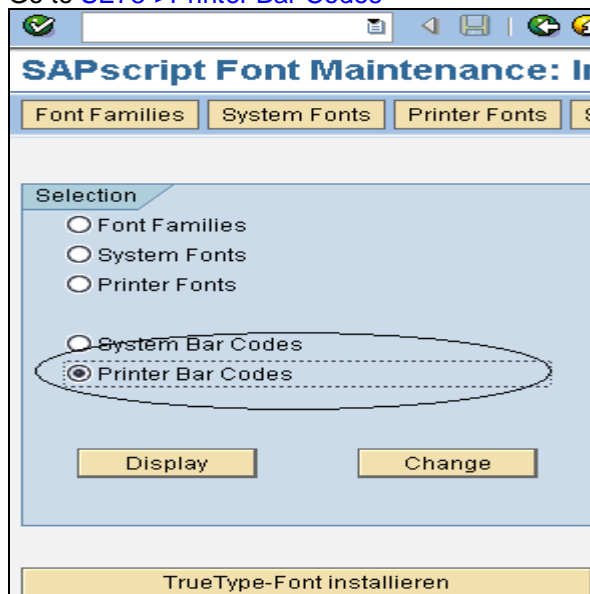 SAPscript Font Maintenance:
Font Families System Fonts Printer Fonts
Selection
Font Families
System Fonts
Printer Fonts
System Bar Codes
Printer Bar Codes
Display Change
TrueType-Font installieren